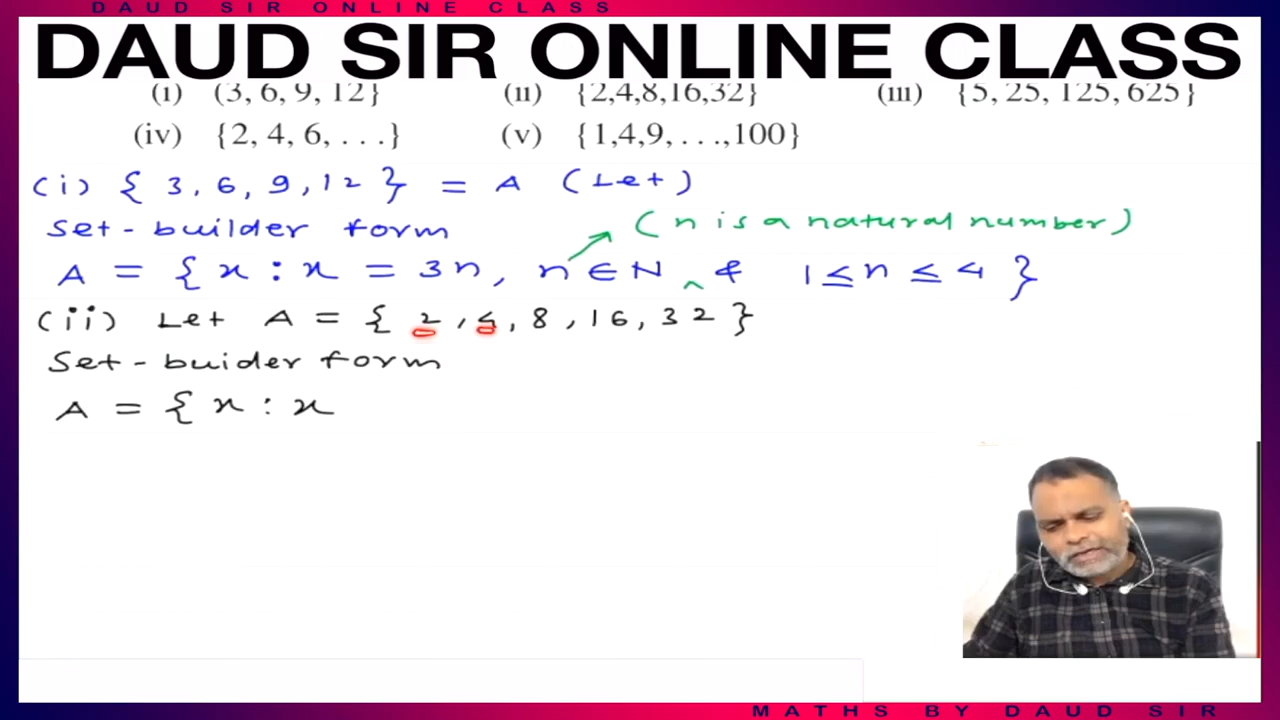 DAUD SIR ONLINE CLASS
DAUD SIR ONLINE CLASS
(i) (3, 6, 9, 12} (ii) {2,4,8,16,32} (iii) {5, 25, 125, 625}
(iv) {2, 4, 6, . . .} (v) {1,4,9, . . .,100}
(i) { 3, 6, 9, 12 } = A (Let)
Set-builder form (n is a natural number)
A = { x : x = 3n, n ∈ N & 1 ≤ n ≤ 4 }
(ii) Let A = { 2, 4, 8, 16, 32 }
Set-buider form
A = { x : x
MATHS BY DAUD SIR